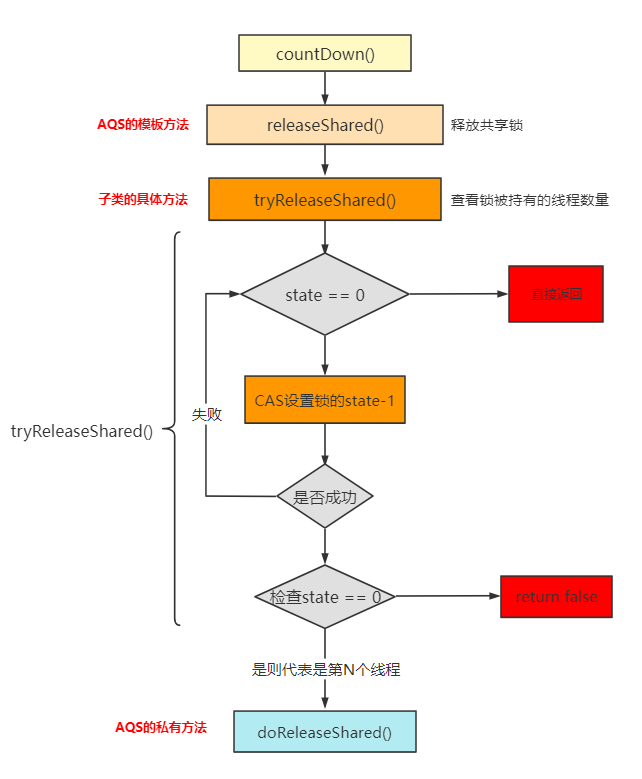 countDown()
AQS的模板方法
releaseShared()
释放共享锁
子类的具体方法
tryReleaseShared()
查看锁被持有的线程数量
state == 0
直接返回
CAS设置锁的state-1
失败
tryReleaseShared()
是否成功
检查state == 0
return false
是则代表是第N个线程
AQS的私有方法
doReleaseShared()